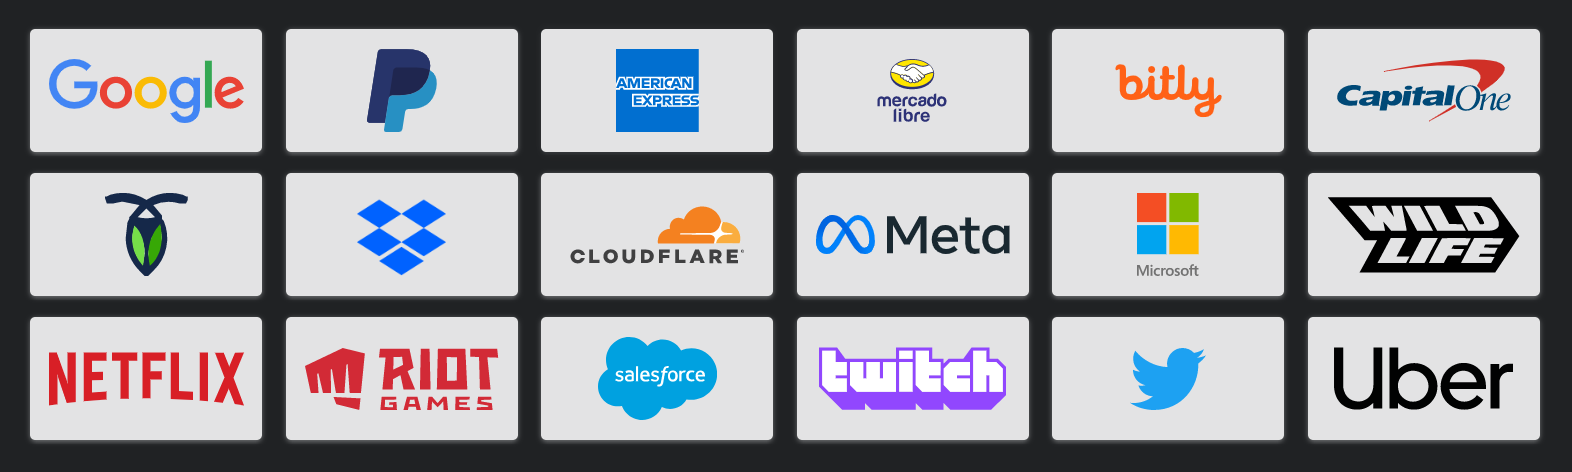 Google
AMERICAN
EXPRESS
mercado
libre
bitly
CapitalOne
CLOUDFLARE
Meta
Microsoft
WILD
LIFE
NETFLIX
RIOT
GAMES
salesforce
twitch
Uber